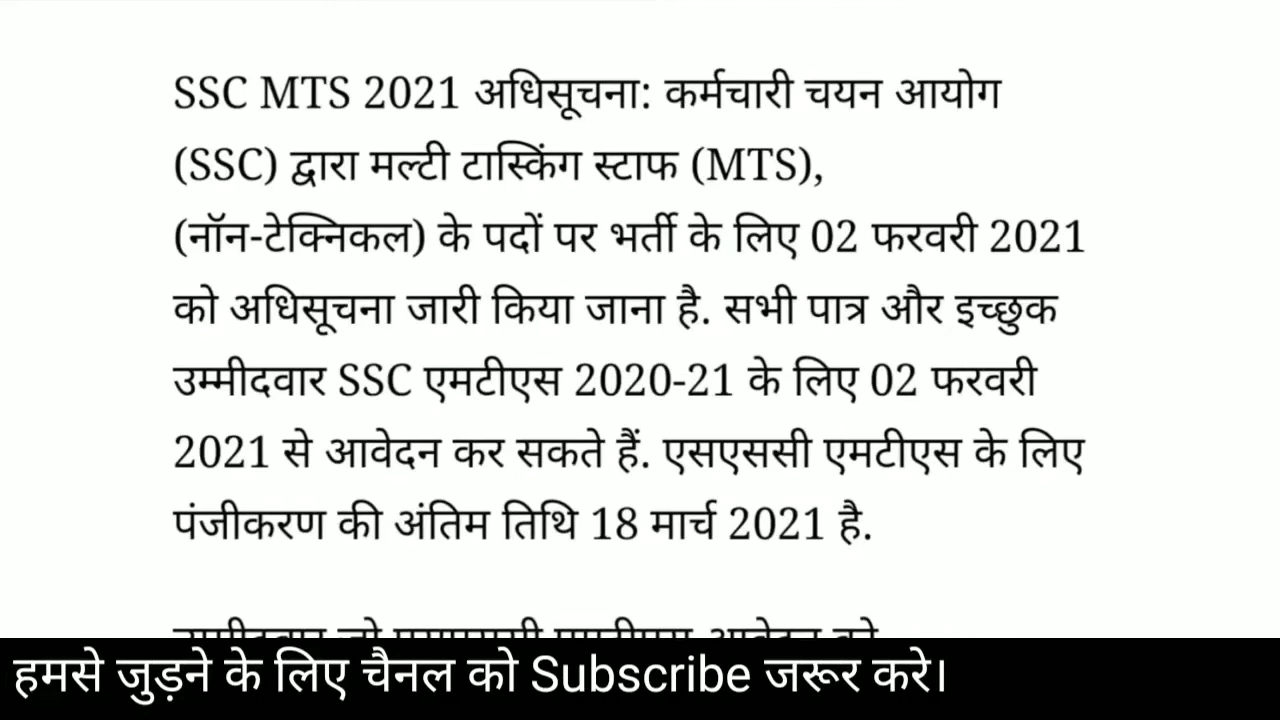 SSC MTS 2021 अधिसूचना: कर्मचारी चयन आयोग
(SSC) द्वारा मल्टी टास्किंग स्टाफ (MTS),
(नॉन-टेक्निकल) के पदों पर भर्ती के लिए 02 फरवरी 2021
को अधिसूचना जारी किया जाना है. सभी पात्र और इच्छुक
उम्मीदवार SSC एमटीएस 2020-21 के लिए 02 फरवरी
2021 से आवेदन कर सकते हैं. एसएससी एमटीएस के लिए
पंजीकरण की अंतिम तिथि 18 मार्च 2021 है.
हमसे जुड़ने के लिए चैनल को Subscribe जरूर करे।